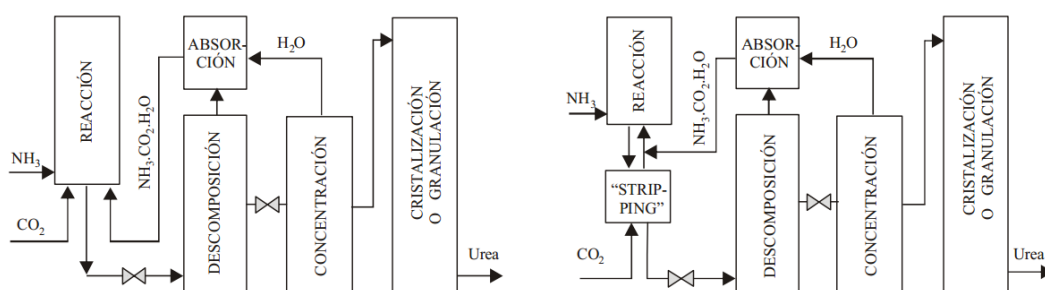 REACCIÓN
ABSOR-
CIÓN
H₂O
NH₃.CO₂.H₂O
NH₃
CO₂
DESCOMPOSICIÓN
CONCENTRACIÓN
CRISTALIZACIÓN
O GRANULACIÓN
Urea
REACCIÓN
ABSOR-
CIÓN
H₂O
NH₃.CO₂.H₂O
NH₃
“STRIP-
PING”
CO₂
DESCOMPOSICIÓN
CONCENTRACIÓN
CRISTALIZACIÓN
O GRANULACIÓN
Urea